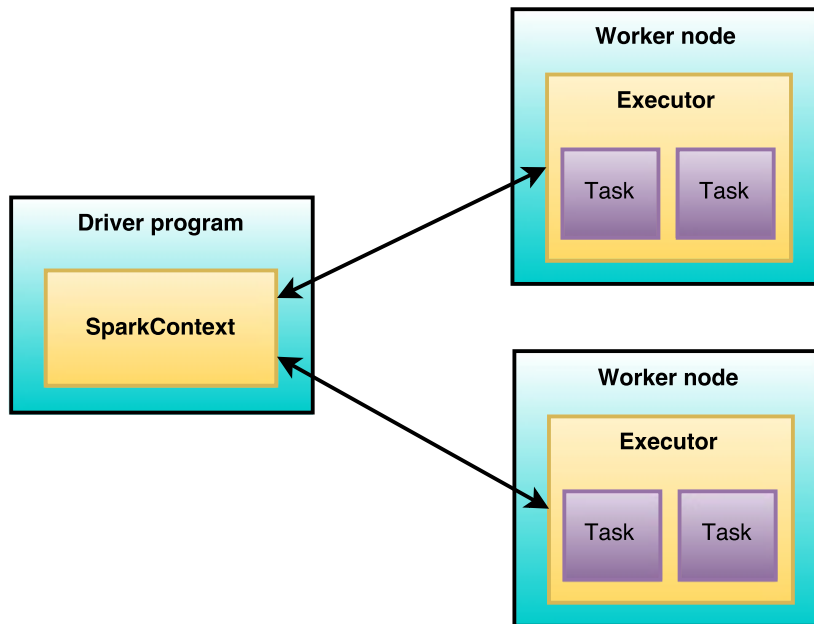 Driver program
SparkContext
Worker node
Executor
Task Task
Worker node
Executor
Task Task